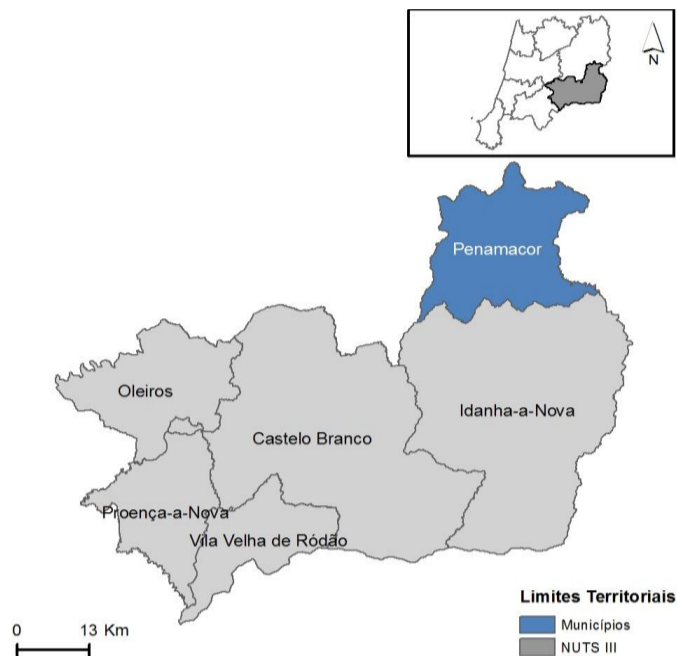 N
Penamacor
Oleiros
Idanha-a-Nova
Castelo Branco
Proença-a-Nova
Vila Velha de Ródão
Limites Territoriais
Municípios
NUTS III
0 13 Km